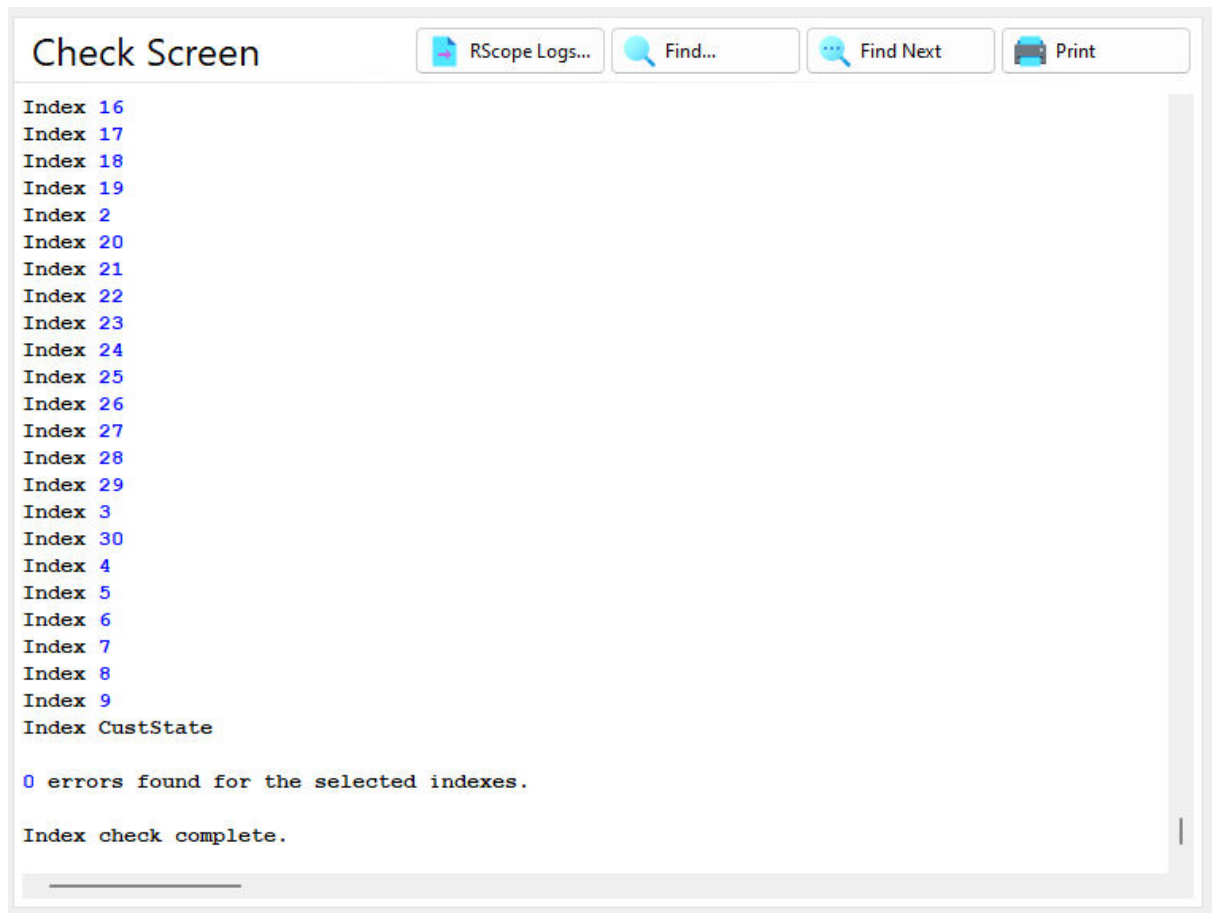 Check Screen
RScope Logs...
Find...
Find Next
Print
Index 16
Index 17
Index 18
Index 19
Index 2
Index 20
Index 21
Index 22
Index 23
Index 24
Index 25
Index 26
Index 27
Index 28
Index 29
Index 3
Index 30
Index 4
Index 5
Index 6
Index 7
Index 8
Index 9
Index CustState
0 errors found for the selected indexes.
Index check complete.